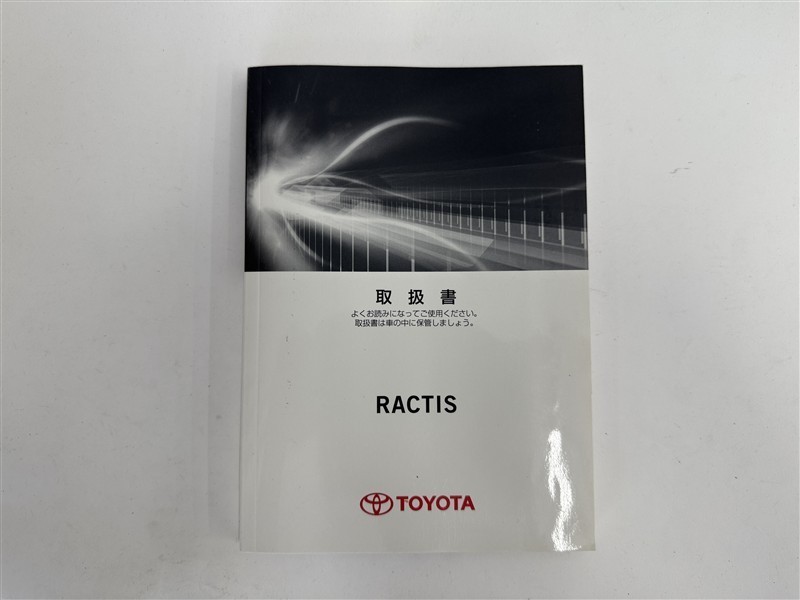 取扱書
よくお読みになってご使用ください。
取扱書は車の中に保管しましょう。
RACTIS
TOYOTA